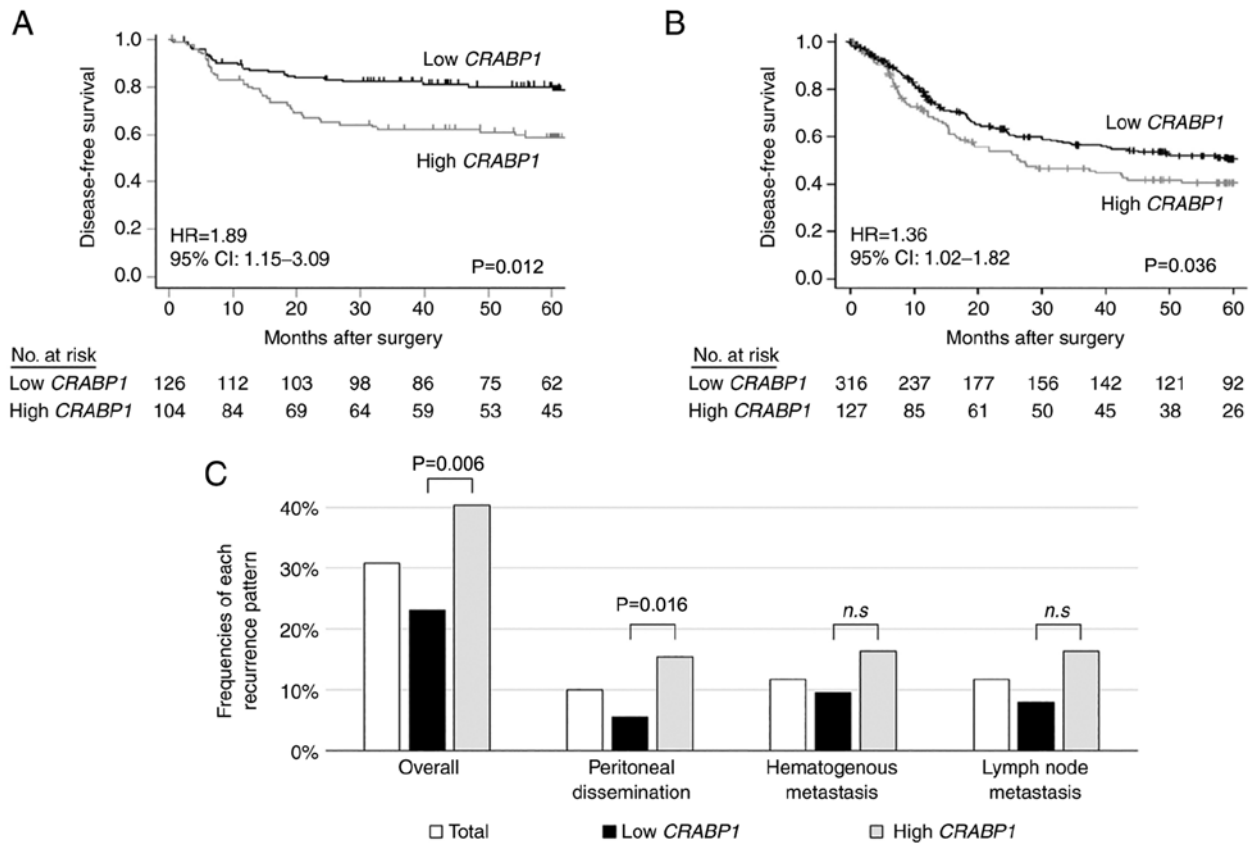 A
1.0
0.8
0.6
0.4
0.2
0.0
Disease-free survival
Low CRABP1
High CRABP1
HR=1.89
95% CI: 1.15–3.09
P=0.012
0 10 20 30 40 50 60
Months after surgery
No. at risk
Low CRABP1 126 112 103 98 86 75 62
High CRABP1 104 84 69 64 59 53 45
B
1.0
0.8
0.6
0.4
0.2
0.0
Disease-free survival
Low CRABP1
High CRABP1
HR=1.36
95% CI: 1.02–1.82
P=0.036
0 10 20 30 40 50 60
Months after surgery
No. at risk
Low CRABP1 316 237 177 156 142 121 92
High CRABP1 127 85 61 50 45 38 26
C
Frequencies of each
recurrence pattern
40%
30%
20%
10%
0%
P=0.006
P=0.016
n.s
n.s
Overall
Peritoneal
dissemination
Hematogenous
metastasis
Lymph node
metastasis
Total
Low CRABP1
High CRABP1